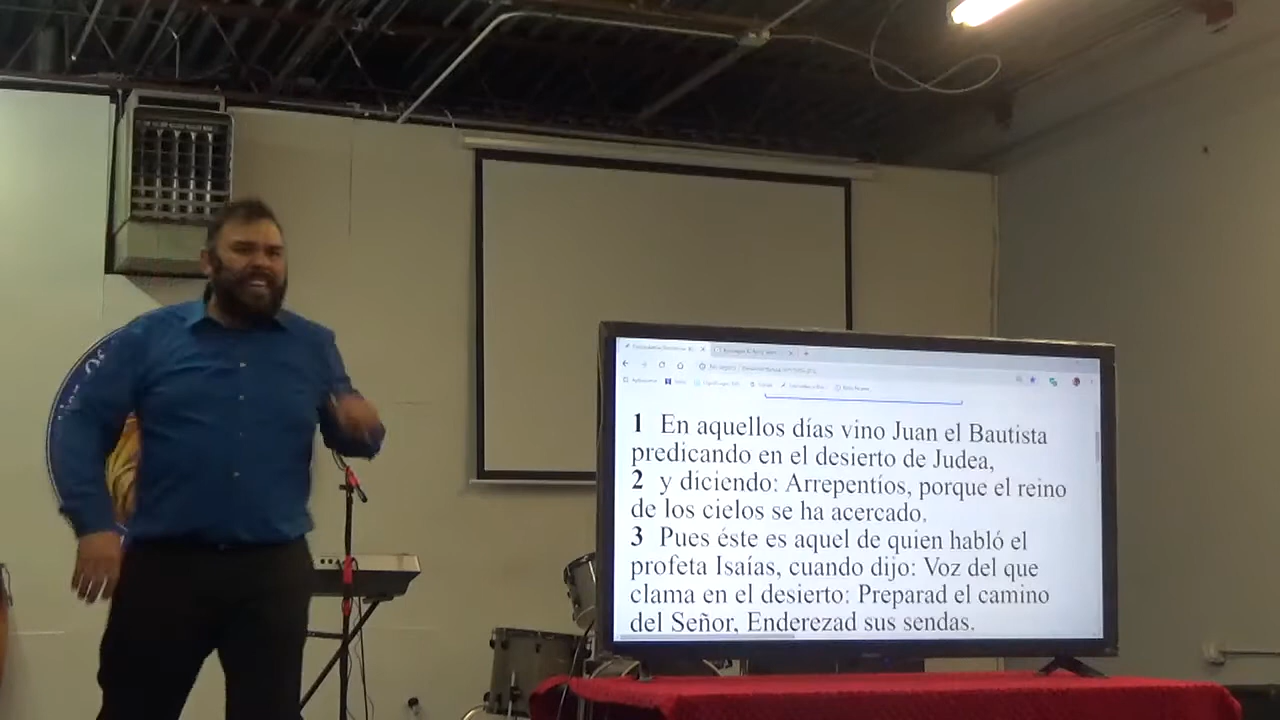 1 En aquellos días vino Juan el Bautista
predicando en el desierto de Judea,
2 y diciendo: Arrepentíos, porque el reino
de los cielos se ha acercado.
3 Pues éste es aquel de quien habló el
profeta Isaías, cuando dijo: Voz del que
clama en el desierto: Preparad el camino
del Señor, Enderezad sus sendas.